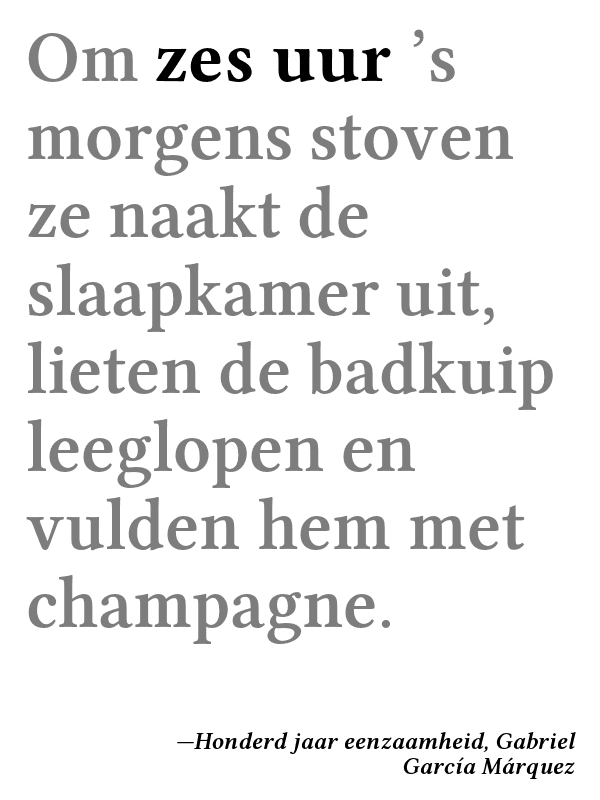 Om zes uur ’s
morgens stoven
ze naakt de
slaapkamer uit,
lieten de badkuip
leeglopen en
vulden hem met
champagne.
—Honderd jaar eenzaamheid, Gabriel
García Márquez